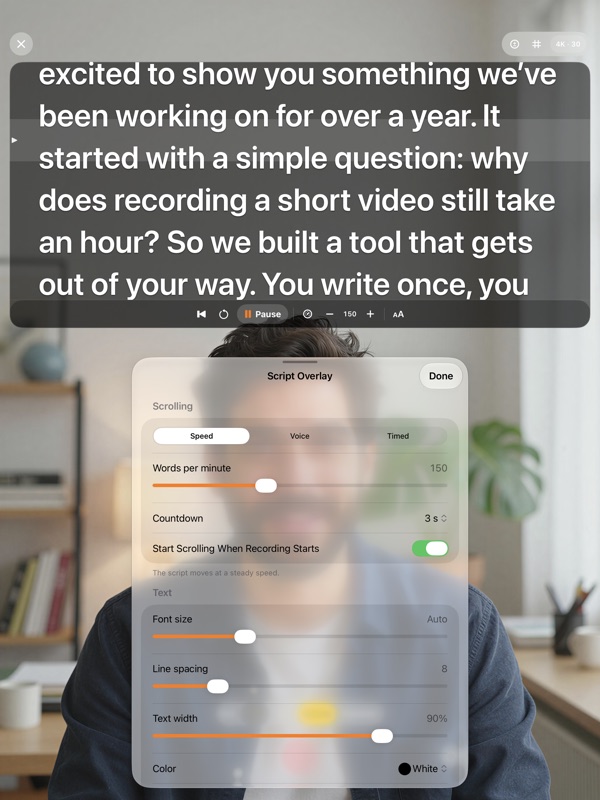 4K · 30
excited to show you something we've
been working on for over a year. It
started with a simple question: why
does recording a short video still take
an hour? So we built a tool that gets
out of your way. You write once, you
Pause
150
AA
Script Overlay
Done
Scrolling
Speed
Voice
Timed
Words per minute
150
Countdown
3 s
Start Scrolling When Recording Starts
The script moves at a steady speed.
Text
Font size
Auto
Line spacing
8
Text width
90%
Color
White